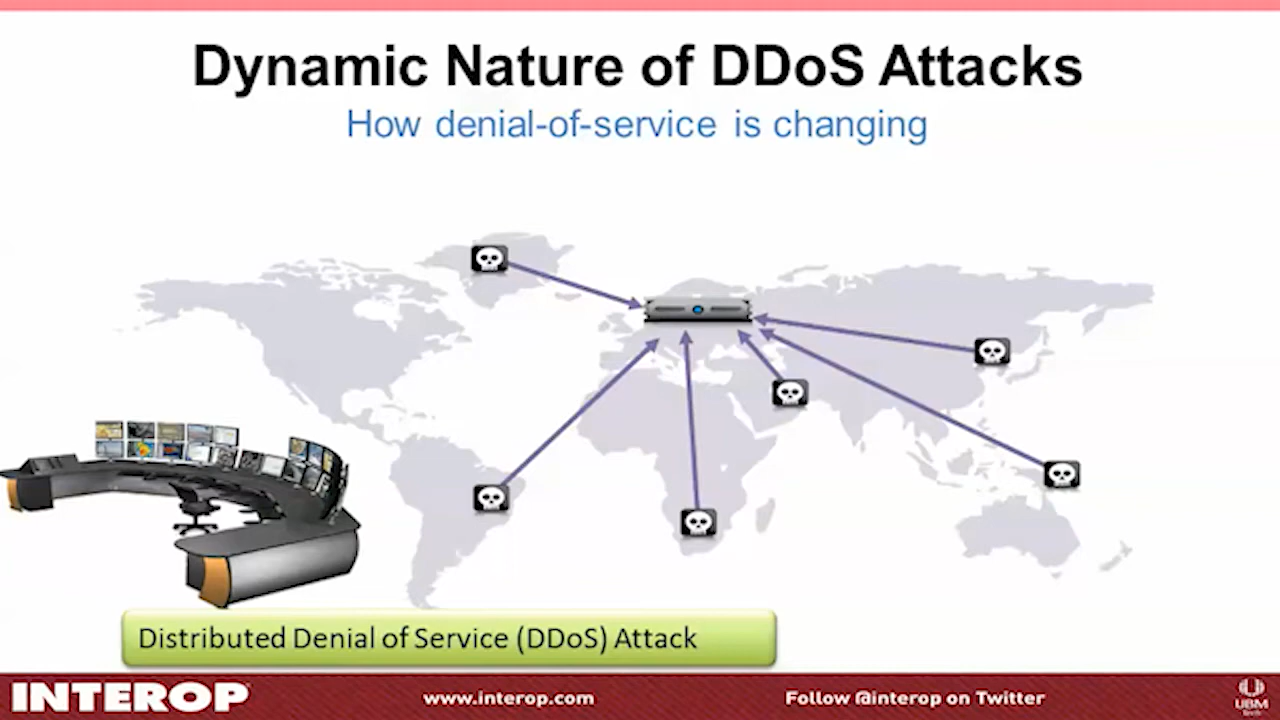 Dynamic Nature of DDoS Attacks
How denial-of-service is changing
Distributed Denial of Service (DDoS) Attack
INTEROP
www.interop.com
Follow @interop on Twitter
UBM
Tech